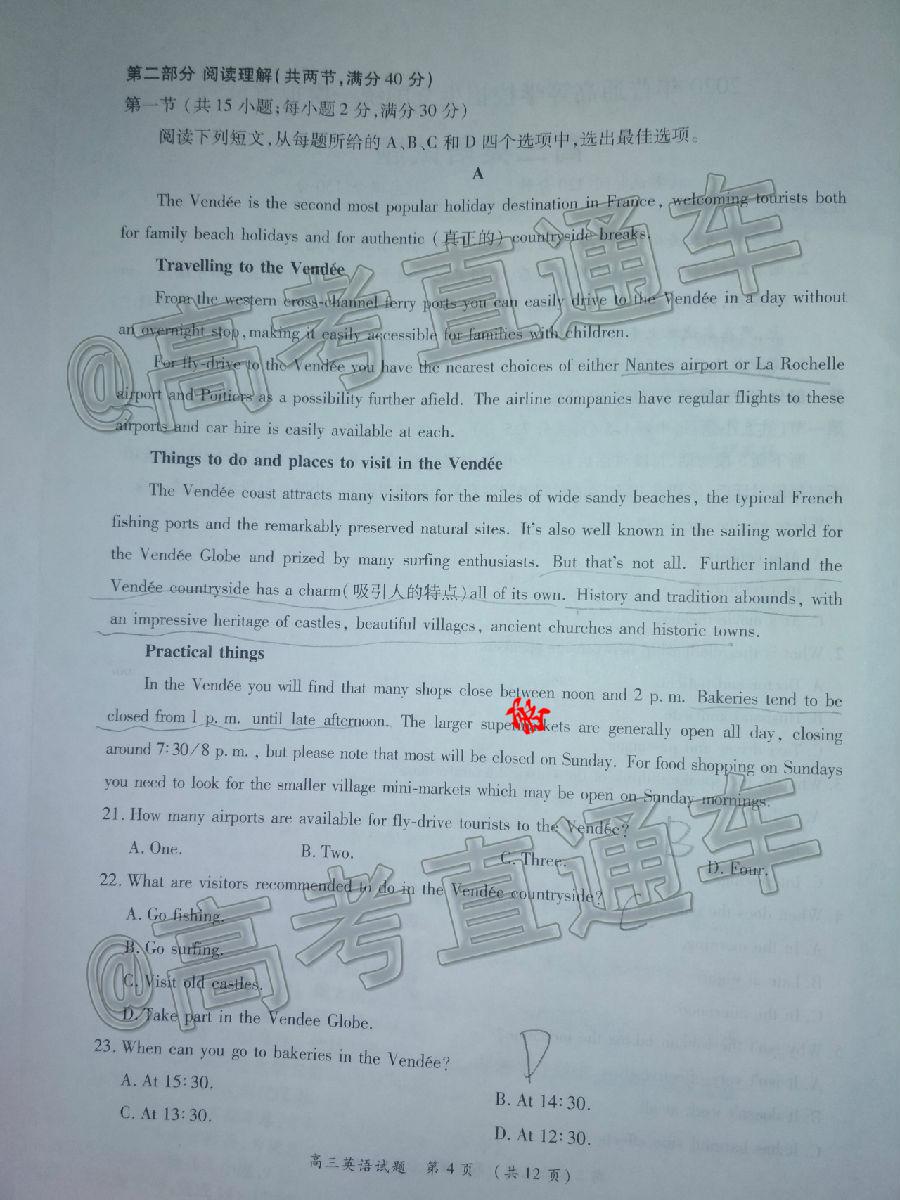 第二部分 阅读理解(共两节,满分40分)
第一节 (共15小题;每小题2分,满分30分)
阅读下列短文,从每题所给的A、B、C和D四个选项中,选出最佳选项。
A
The Vendée is the second most popular holiday destination in France, welcoming tourists both
for family beach holidays and for authentic (真正的) countryside breaks.
Travelling to the Vendée
From the western cross-channel ferry ports you can easily drive to the Vendée in a day without
an overnight stop, making it easily accessible for families with children.
For fly-drive to the Vendée you have the nearest choices of either Nantes airport or La Rochelle
airport and Poitiers as a possibility further afield. The airline companies have regular flights to these
airports and car hire is easily available at each.
Things to do and places to visit in the Vendée
The Vendée coast attracts many visitors for the miles of wide sandy beaches, the typical French
fishing ports and the remarkably preserved natural sites. It's also well known in the sailing world for
the Vendée Globe and prized by many surfing enthusiasts. But that's not all. Further inland the
Vendée countryside has a charm(吸引人的特点)all of its own. History and tradition abounds, with
an impressive heritage of castles, beautiful villages, ancient churches and historic towns.
Practical things
In the Vendée you will find that many shops close between noon and 2 p. m. Bakeries tend to be
closed from 1 p. m. until late afternoon. The larger supermarkets are generally open all day, closing
around 7:30/8 p. m. , but please note that most will be closed on Sunday. For food shopping on Sundays
you need to look for the smaller village mini-markets which may be open on Sunday mornings.
21. How many airports are available for fly-drive tourists to the Vendée? B
A. One. B. Two. C. Three. D. Four.
22. What are visitors recommended to do in the Vendée countryside? C
A. Go fishing.
B. Go surfing.
C. Visit old castles.
D. Take part in the Vendee Globe.
23. When can you go to bakeries in the Vendée? D
A. At 15:30. B. At 14:30.
C. At 13:30. D. At 12:30.
高三英语试题 第4页 (共12页)
@高考直通车
@高考直通车